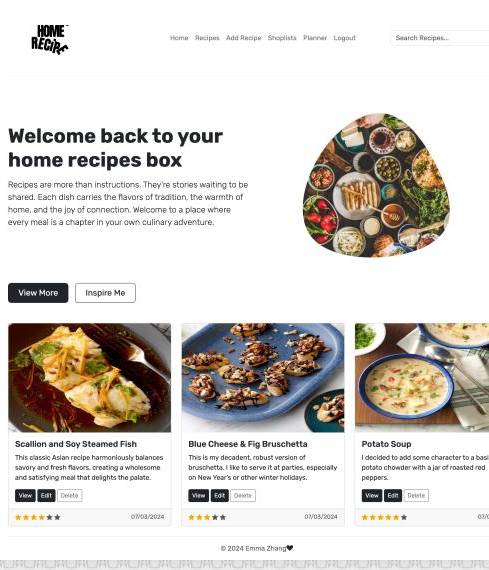 HOME
RECIPE
Home Recipes Add Recipe Shoplists Planner Logout
Search Recipes...
Welcome back to your
home recipes box
Recipes are more than instructions. They're stories waiting to be
shared. Each dish carries the flavors of tradition, the warmth of
home, and the joy of connection. Welcome to a place where
every meal is a chapter in your own culinary adventure.
View More Inspire Me
Scallion and Soy Steamed Fish
This classic Asian recipe harmoniously balances
savory and fresh flavors, creating a wholesome
and satisfying meal that delights the palate.
View Edit Delete
07/03/2024
Blue Cheese & Fig Bruschetta
This is my decadent, robust version of
bruschetta. I like to serve it at parties, especially
on New Year's or other winter holidays.
View Edit Delete
07/03/2024
Potato Soup
I decided to add some character to a basi
potato chowder with a jar of roasted red
peppers.
View Edit Delete
07/03/
© 2024 Emma Zhang